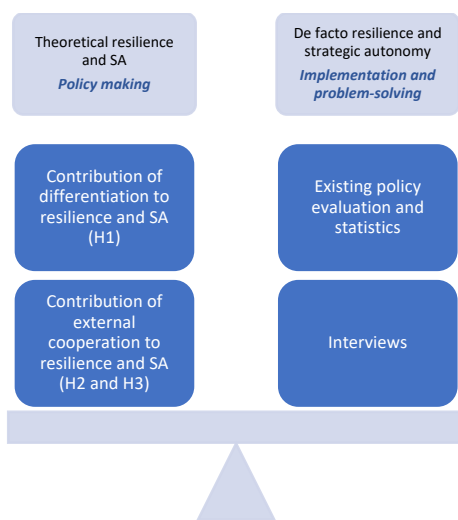 Theoretical resilience
and SA
Policy making
De facto resilience and
strategic autonomy
Implementation and
problem-solving
Contribution of
differentiation to
resilience and SA
(H1)
Existing policy
evaluation and
statistics
Contribution of
external
cooperation to
resilience and SA
(H2 and H3)
Interviews